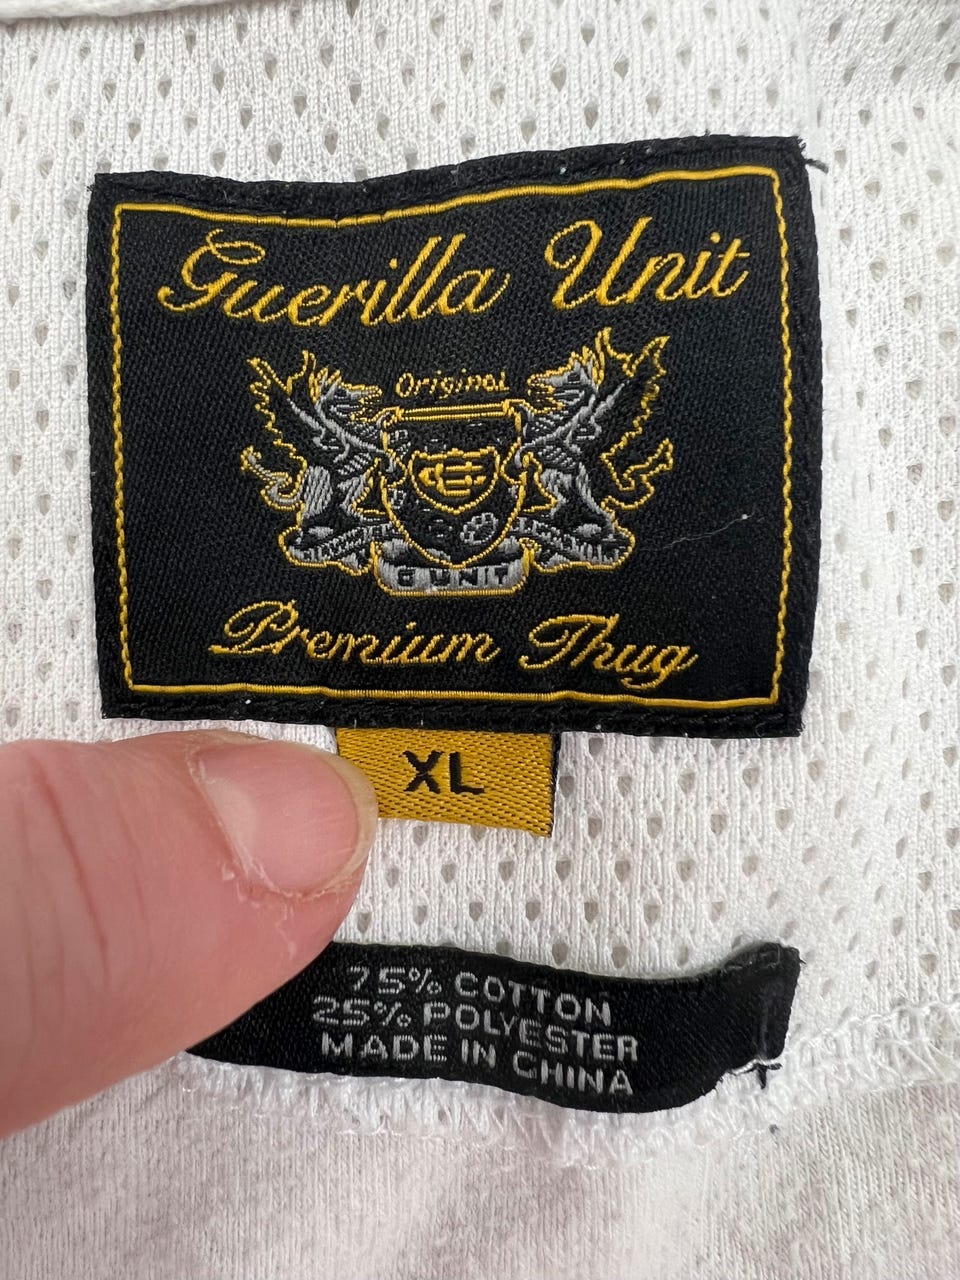 Guerilla Unit
Original
G UNIT
Premium Thug
XL
75% COTTON
25% POLYESTER
MADE IN CHINA